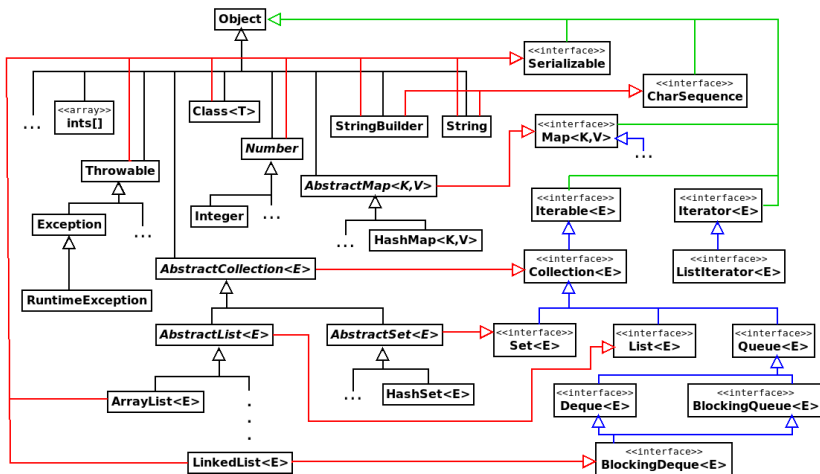 Object
<<interface>>
Serializable
<<interface>>
CharSequence
<<array>>
ints[]
...
Class<T>
StringBuilder
String
<<interface>>
Map<K,V>
...
Number
Throwable
AbstractMap<K,V>
Integer
...
Exception
...
HashMap<K,V>
...
<<interface>>
Iterable<E>
<<interface>>
Iterator<E>
AbstractCollection<E>
<<interface>>
Collection<E>
<<interface>>
ListIterator<E>
RuntimeException
AbstractList<E>
AbstractSet<E>
<<interface>>
Set<E>
<<interface>>
List<E>
<<interface>>
Queue<E>
ArrayList<E>
...
HashSet<E>
<<interface>>
Deque<E>
<<interface>>
BlockingQueue<E>
...
LinkedList<E>
<<interface>>
BlockingDeque<E>